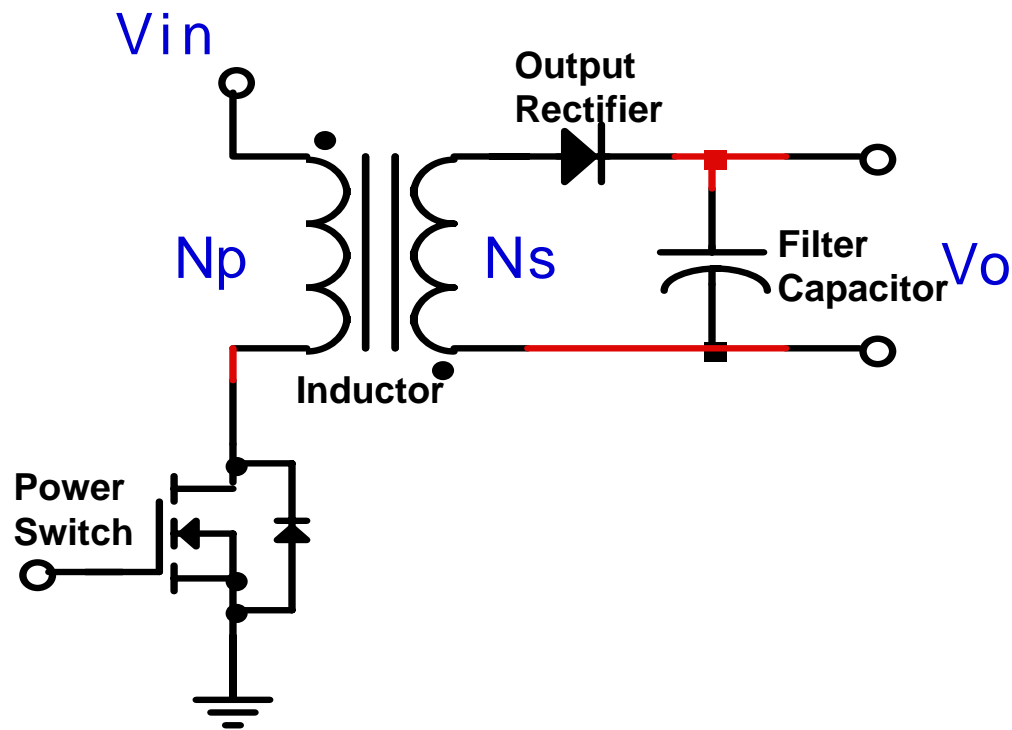 Vin
Output
Rectifier
Np
Ns
Filter
Capacitor
Vo
Inductor
Power
Switch